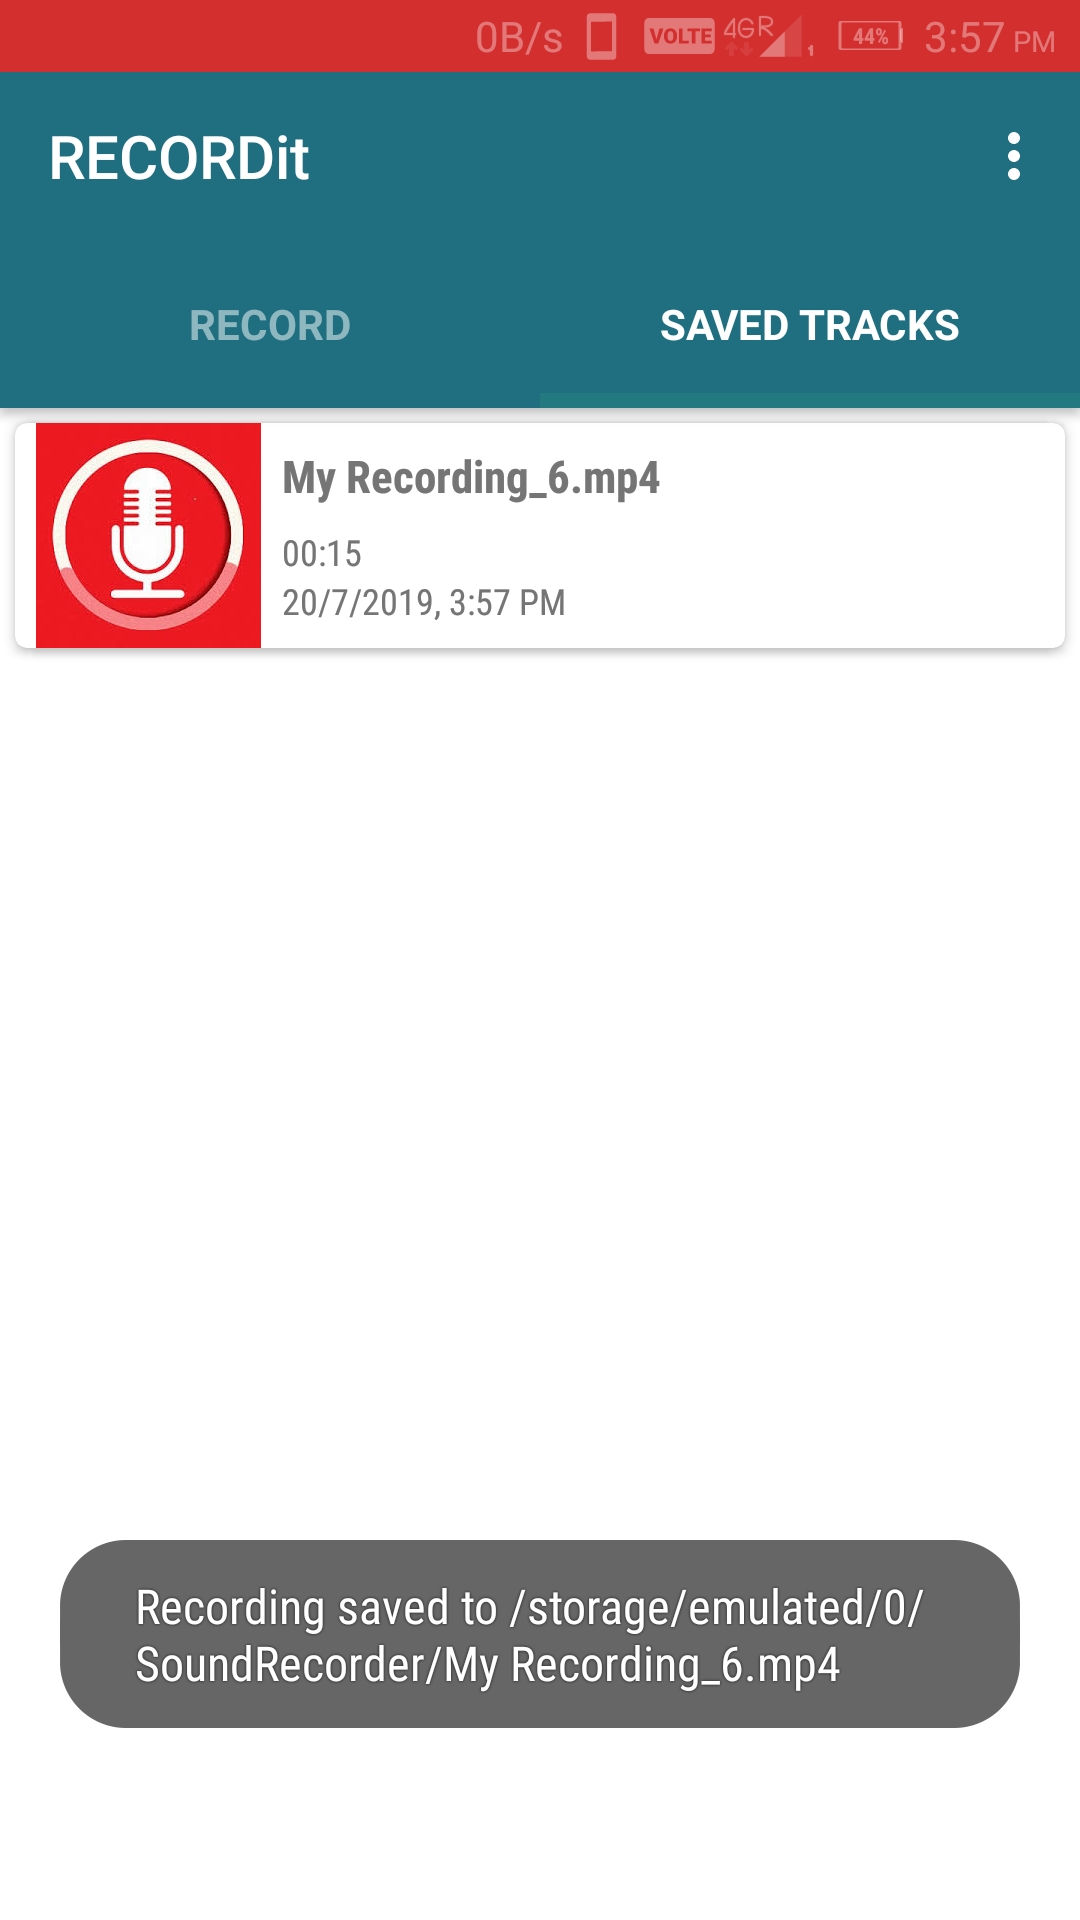 0B/s VOLTE 4G R 1 44% 3:57 PM
RECORDit
RECORD SAVED TRACKS
My Recording_6.mp4
00:15
20/7/2019, 3:57 PM
Recording saved to /storage/emulated/0/
SoundRecorder/My Recording_6.mp4